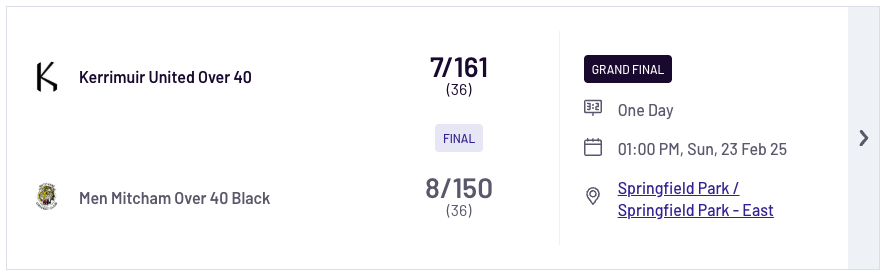 Kerrimuir United Over 40
7/161
(36)
FINAL
Men Mitcham Over 40 Black
8/150
(36)
GRAND FINAL
One Day
01:00 PM, Sun, 23 Feb 25
Springfield Park /
Springfield Park - East